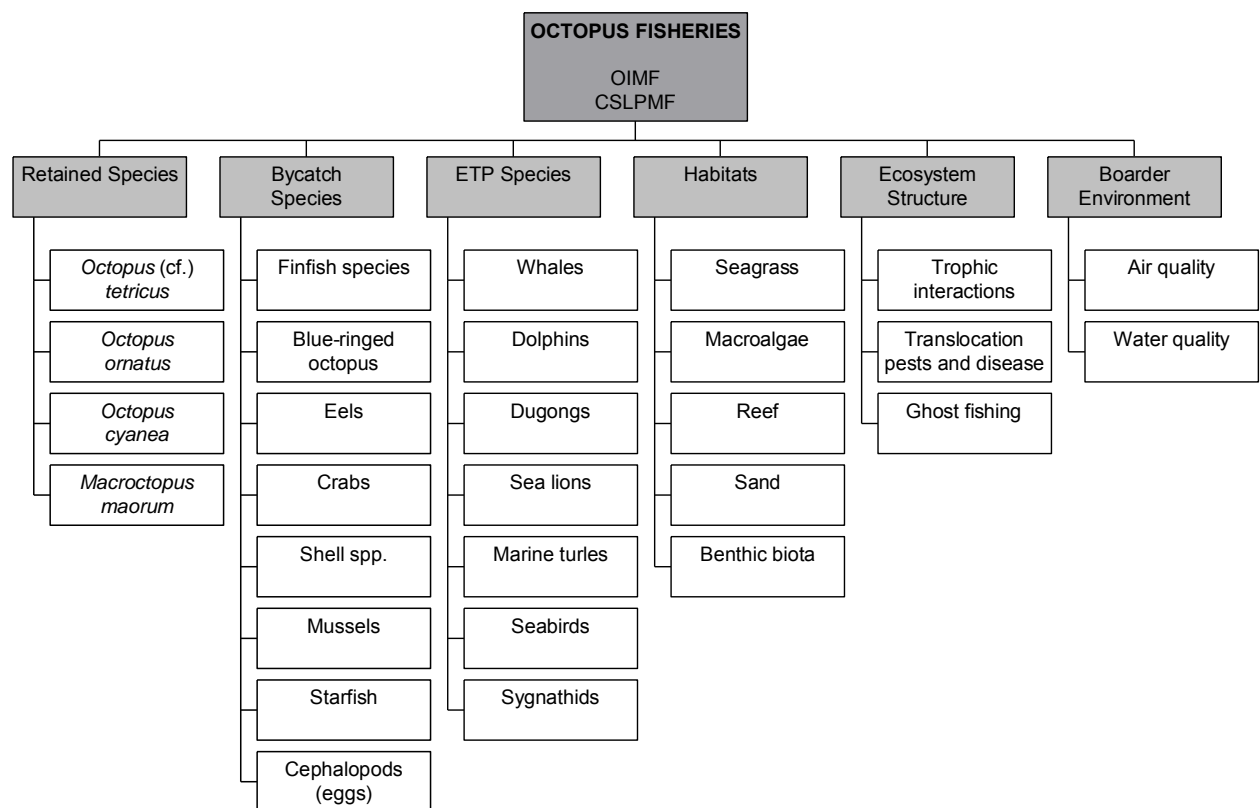 OCTOPUS FISHERIES
OIMF
CSLPMF
Retained Species
Octopus (cf.)
tetricus
Octopus
ornatus
Octopus
cyanea
Macroctopus
maorum
Bycatch
Species
Finfish species
Blue-ringed
octopus
Eels
Crabs
Shell spp.
Mussels
Starfish
Cephalopods
(eggs)
ETP Species
Whales
Dolphins
Dugongs
Sea lions
Marine turles
Seabirds
Sygnathids
Habitats
Seagrass
Macroalgae
Reef
Sand
Benthic biota
Ecosystem
Structure
Trophic
interactions
Translocation
pests and disease
Ghost fishing
Boarder
Environment
Air quality
Water quality